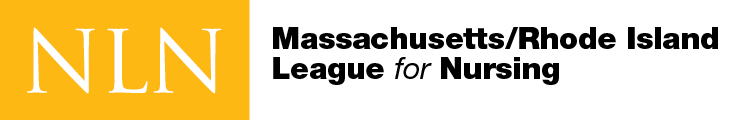 NLN
Massachusetts/Rhode Island
League for Nursing